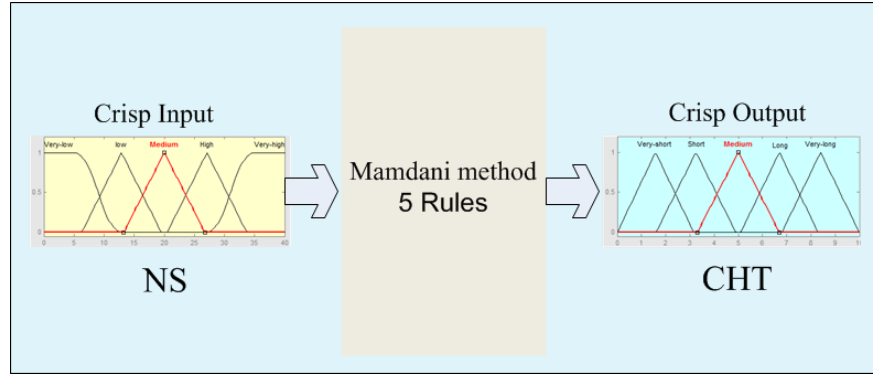 Crisp Input
Very-low low Medium High Very-high
1
0.5
0
0 5 10 15 20 25 30 35 40
NS
Mamdani method
5 Rules
Crisp Output
Very-short Short Medium Long Very-long
1
0.5
0
0 1 2 3 4 5 6 7 8 9 10
CHT